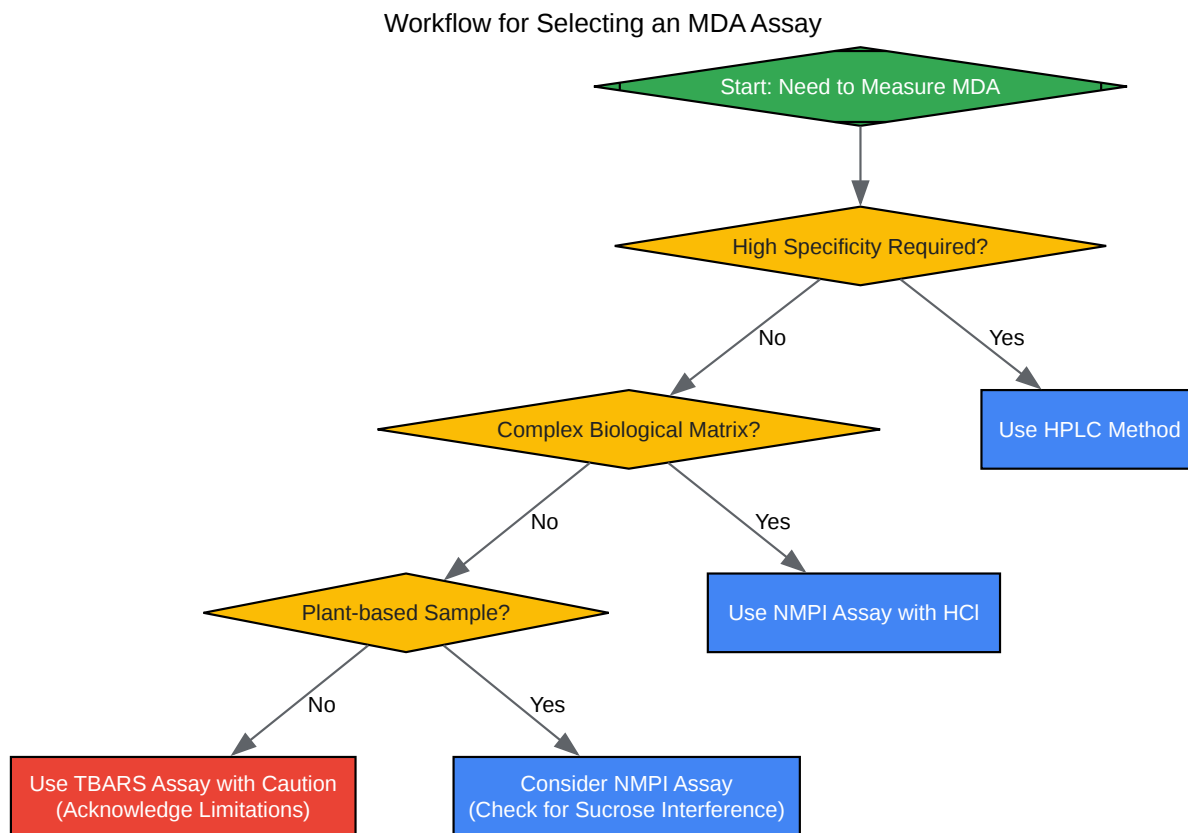 Workflow for Selecting an MDA Assay
Start: Need to Measure MDA
High Specificity Required?
No
Yes
Complex Biological Matrix?
Use HPLC Method
No
Yes
Plant-based Sample?
Use NMPI Assay with HCl
No
Yes
Use TBARS Assay with Caution
(Acknowledge Limitations)
Consider NMPI Assay
(Check for Sucrose Interference)